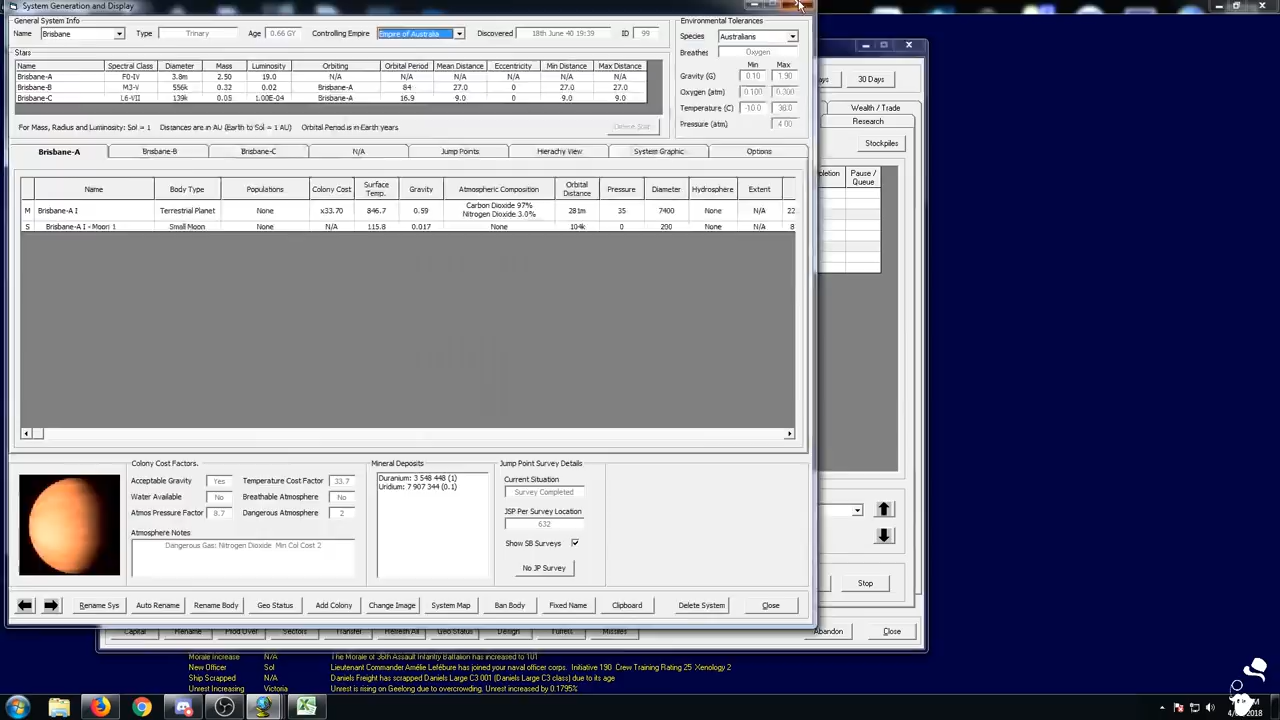 System Generation and Display
General System Info
Name Brisbane Type Trinary Age 0.66 GY Controlling Empire Empire of Australia Discovered 18th June 40 19:39 ID 99
Environmental Tolerances
Species Australians
Breathes Oxygen
Min Max
Gravity (G) 0.10 1.90
Oxygen (atm) 0.100 0.300
Temperature (C) -10.0 38.0
Pressure (atm) 4.00
Stars
Name Spectral Class Diameter Mass Luminosity Orbiting Orbital Period Mean Distance Eccentricity Min Distance Max Distance
Brisbane-A F0-IV 3.8m 2.50 19.0 N/A N/A N/A N/A N/A N/A
Brisbane-B M3-V 556k 0.32 0.02 Brisbane-A 84 27.0 0 27.0 27.0
Brisbane-C L6-VII 139k 0.05 1.00E-04 Brisbane-A 16.9 9.0 0 9.0 9.0
For Mass, Radius and Luminosity: Sol = 1 Distances are in AU (Earth to Sol = 1 AU) Orbital Period is in Earth years
Delete Star
Brisbane-A Brisbane-B Brisbane-C N/A Jump Points Hierachy View System Graphic Options
Name Body Type Populations Colony Cost Surface Temp. Gravity Atmospheric Composition Orbital Distance Pressure Diameter Hydrosphere Extent
M Brisbane-A I Terrestrial Planet None x33.70 846.7 0.59 Carbon Dioxide 97% Nitrogen Dioxide 3.0% 281m 35 7400 None N/A 22
S Brisbane-A I - Moon 1 Small Moon None N/A 115.8 0.017 None 104k 0 200 None N/A 8
Colony Cost Factors.
Acceptable Gravity Yes Temperature Cost Factor 33.7
Water Available No Breathable Atmosphere No
Atmos Pressure Factor 8.7 Dangerous Atmosphere 2
Atmosphere Notes
Dangerous Gas: Nitrogen Dioxide Min Col Cost 2
Mineral Deposits
Duranium: 3 548 448 (1)
Uridium: 7 907 344 (0.1)
Jump Point Survey Details
Current Situation
Survey Completed
JSP Per Survey Location
632
Show SB Surveys
No JP Survey
Rename Sys Auto Rename Rename Body Geo Status Add Colony Change Image System Map Ban Body Fixed Name Clipboard Delete System Close
ays 30 Days
Wealth / Trade
Research
Stockpiles
pletion Pause / Queue
Stop
Capital Rename Prod Over Sectors Transfer Refresh All Geo Status Design Turrets Missiles Abandon Close
Morale Increase N/A The Morale of 36th Assault Infantry Battalion has increased to 101
New Officer Sol Lieutenant Commander Amélie Lefébure has joined your naval officer corps. Initiative 190 Crew Training Rating 25 Xenology 2
Ship Scrapped N/A Daniels Large C3 001 (Daniels Large C3 class) due to its age
Unrest Increasing Victoria Unrest is rising on Geelong due to overcrowding. Unrest increased by 0.1795%